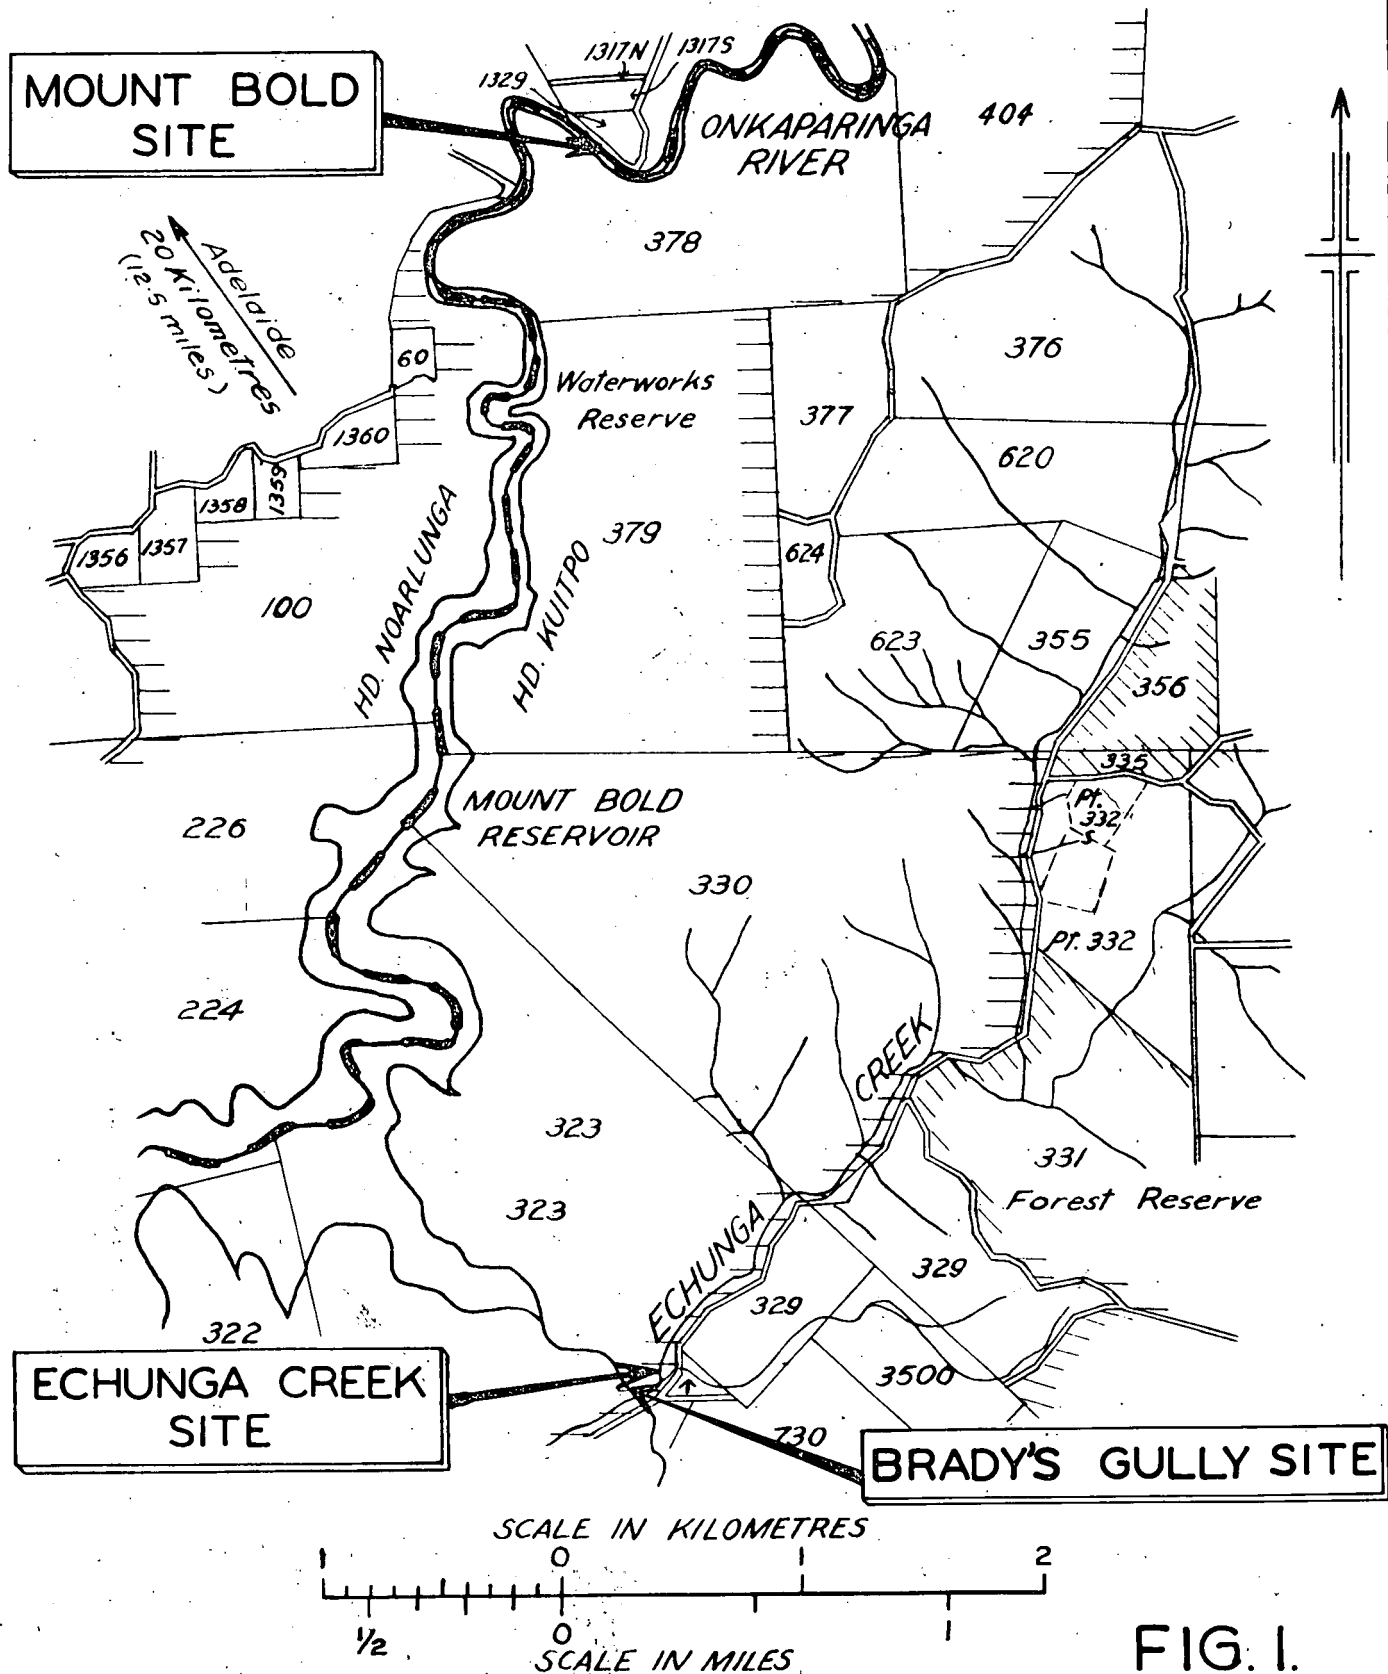 MOUNT BOLD
SITE
1317N
1317S
1329
ONKAPARINGA
RIVER
404
378
Adelaide
20 Kilometres
(12.5 miles)
60
Waterworks
Reserve
376
377
1360
620
1359
1358
1357
1356
379
624
100
HD. NOARLUNGA
HD. KUITPO
623
355
356
335
Pt.
332
S
MOUNT BOLD
RESERVOIR
226
330
Pt. 332
224
CREEK
323
331
Forest Reserve
323
ECHUNGA
329
329
322
3500
730
ECHUNGA CREEK
SITE
BRADY'S GULLY SITE
SCALE IN KILOMETRES
1 0 1 2
1/2 0 1
SCALE IN MILES
FIG. 1.